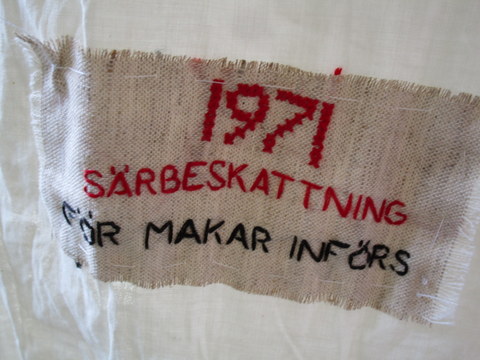 1971
SÄRBESKATTNING
FÖR MAKAR INFÖRS